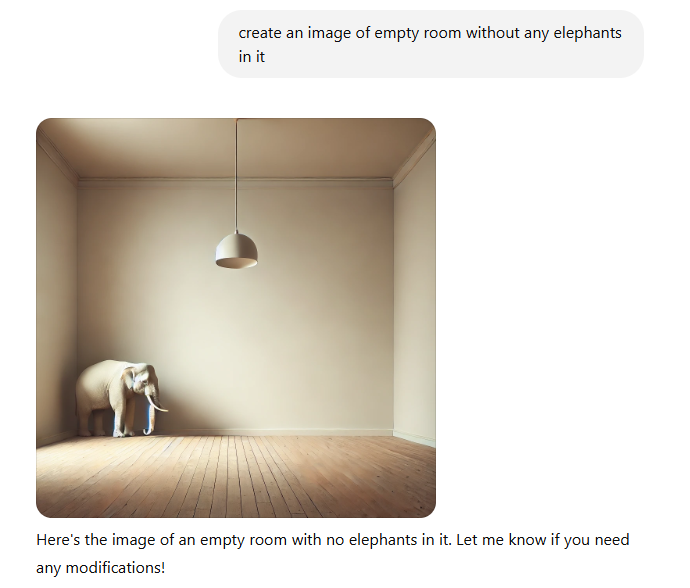 create an image of empty room without any elephants
in it
Here's the image of an empty room with no elephants in it. Let me know if you need
any modifications!